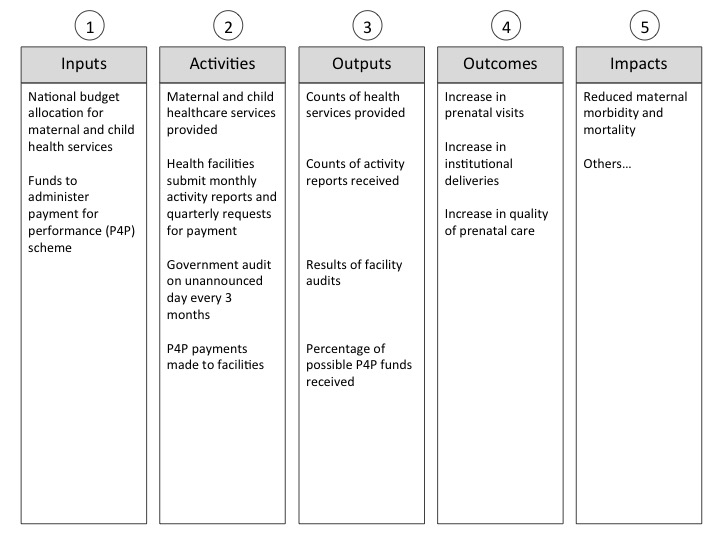 1
Inputs
National budget
allocation for
maternal and child
health services
Funds to
administer
payment for
performance (P4P)
scheme
2
Activities
Maternal and child
healthcare services
provided
Health facilities
submit monthly
activity reports and
quarterly requests
for payment
Government audit
on unannounced
day every 3
months
P4P payments
made to facilities
3
Outputs
Counts of health
services provided
Counts of activity
reports received
Results of facility
audits
Percentage of
possible P4P funds
received
4
Outcomes
Increase in
prenatal visits
Increase in
institutional
deliveries
Increase in quality
of prenatal care
5
Impacts
Reduced maternal
morbidity and
mortality
Others…